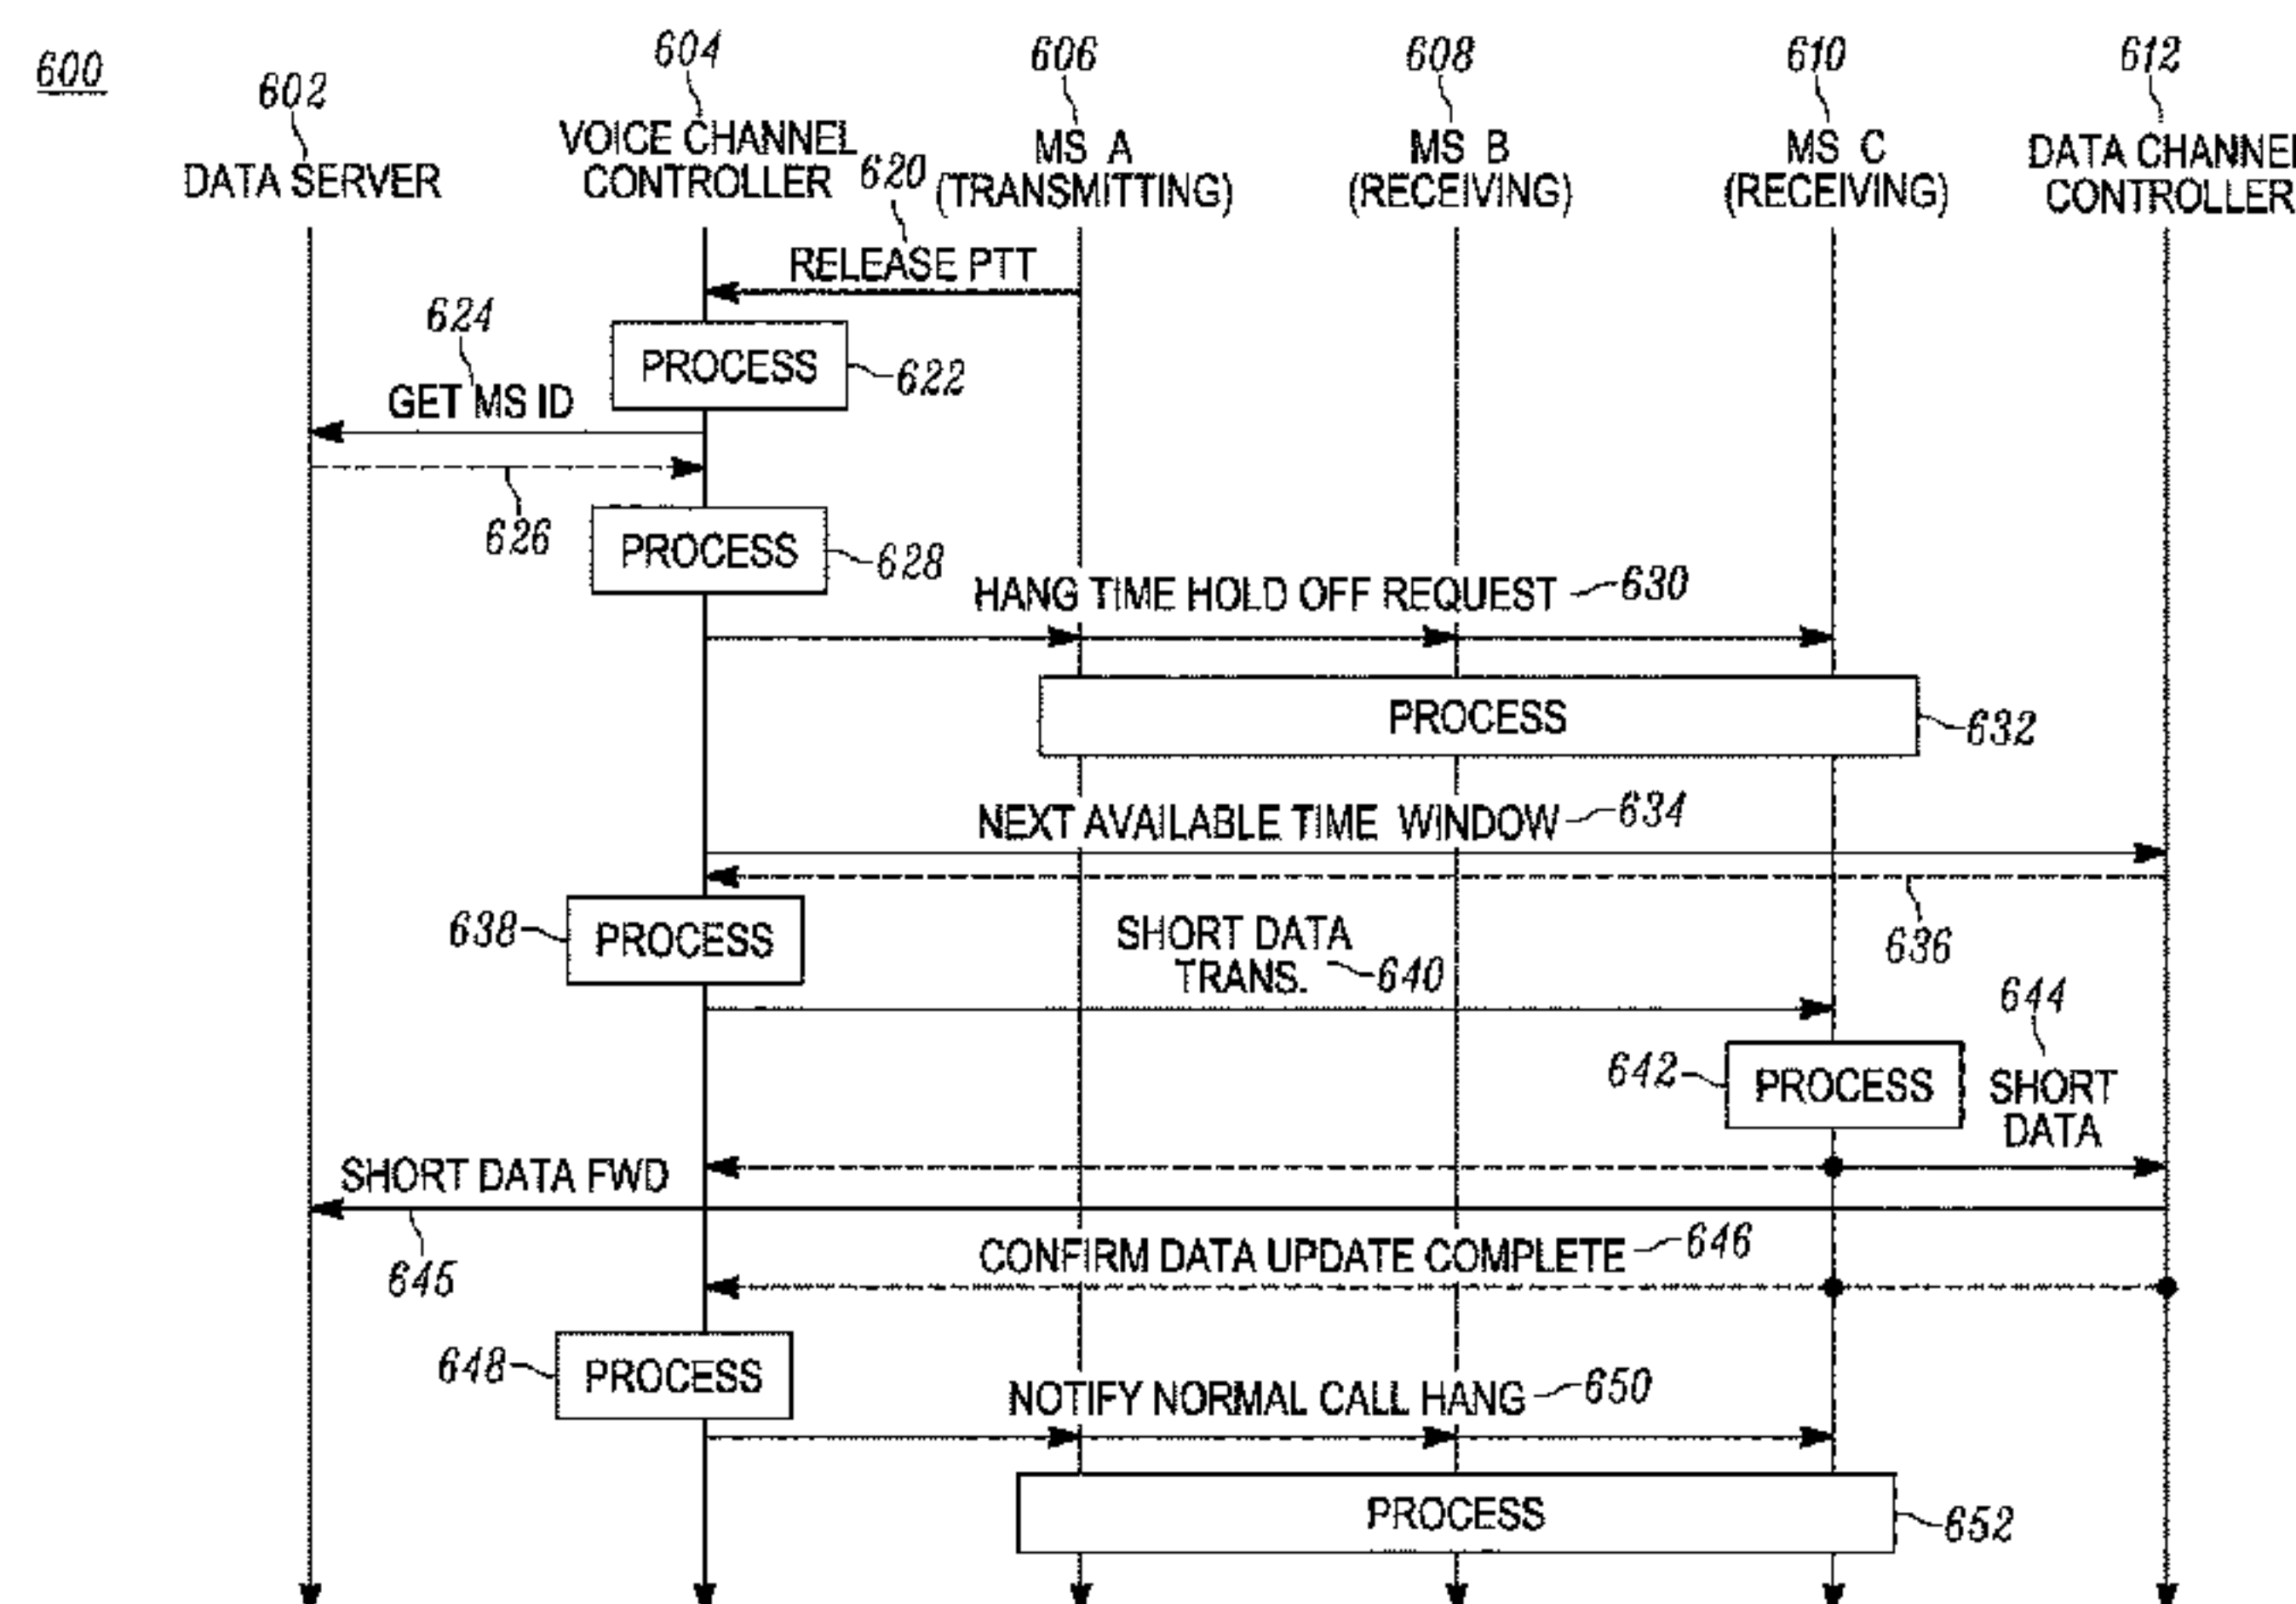 600
602
604
606
608
610
612
DATA SERVER
VOICE CHANNEL
CONTROLLER
MS A
(TRANSMITTING)
MS B
(RECEIVING)
MS C
(RECEIVING)
DATA CHANNEL
CONTROLLER
620
RELEASE PTT
PROCESS
622
624
GET MS ID
626
PROCESS
628
HANG TIME HOLD OFF REQUEST
630
PROCESS
632
NEXT AVAILABLE TIME WINDOW
634
636
638
PROCESS
SHORT DATA
TRANS.
640
642
PROCESS
644
SHORT
DATA
SHORT DATA FWD
645
CONFIRM DATA UPDATE COMPLETE
646
648
PROCESS
NOTIFY NORMAL CALL HANG
650
PROCESS
652